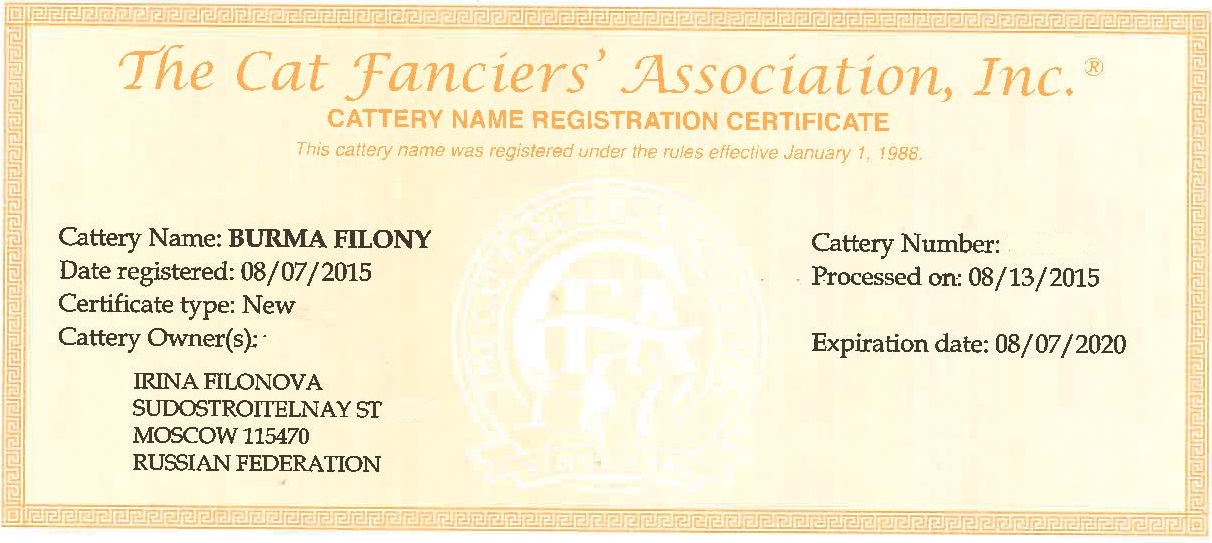 The Cat Fanciers' Association, Inc.®
CATTERY NAME REGISTRATION CERTIFICATE
This cattery name was registered under the rules effective January 1, 1988.
Cattery Name: BURMA FILONY
Date registered: 08/07/2015
Certificate type: New
Cattery Owner(s):
IRINA FILONOVA
SUDOSTROITELNAY ST
MOSCOW 115470
RUSSIAN FEDERATION
Cattery Number:
Processed on: 08/13/2015
Expiration date: 08/07/2020
CFA